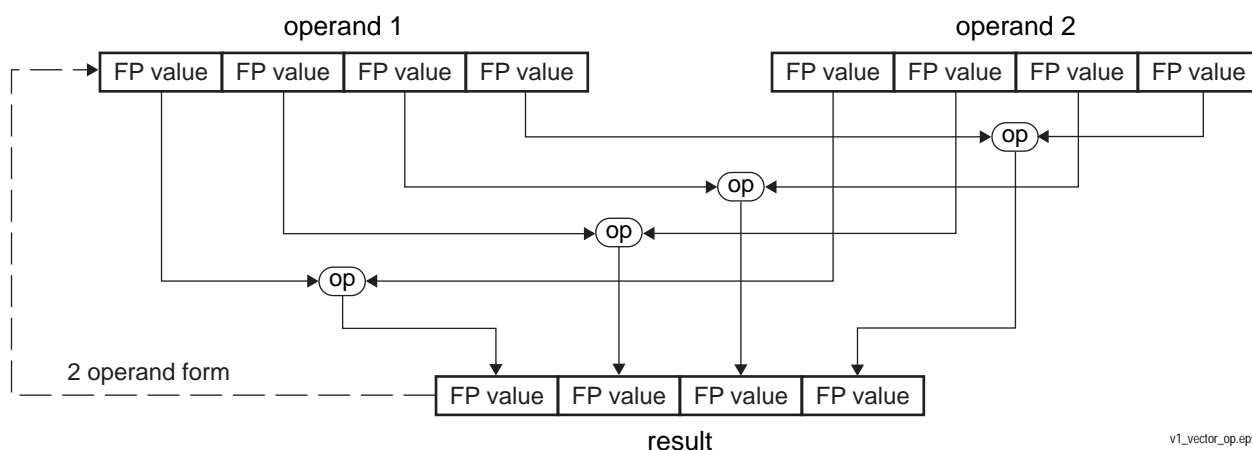 operand 1
operand 2
FP value FP value FP value FP value
FP value FP value FP value FP value
op
op
op
op
2 operand form
FP value FP value FP value FP value
result
v1_vector_op.eps